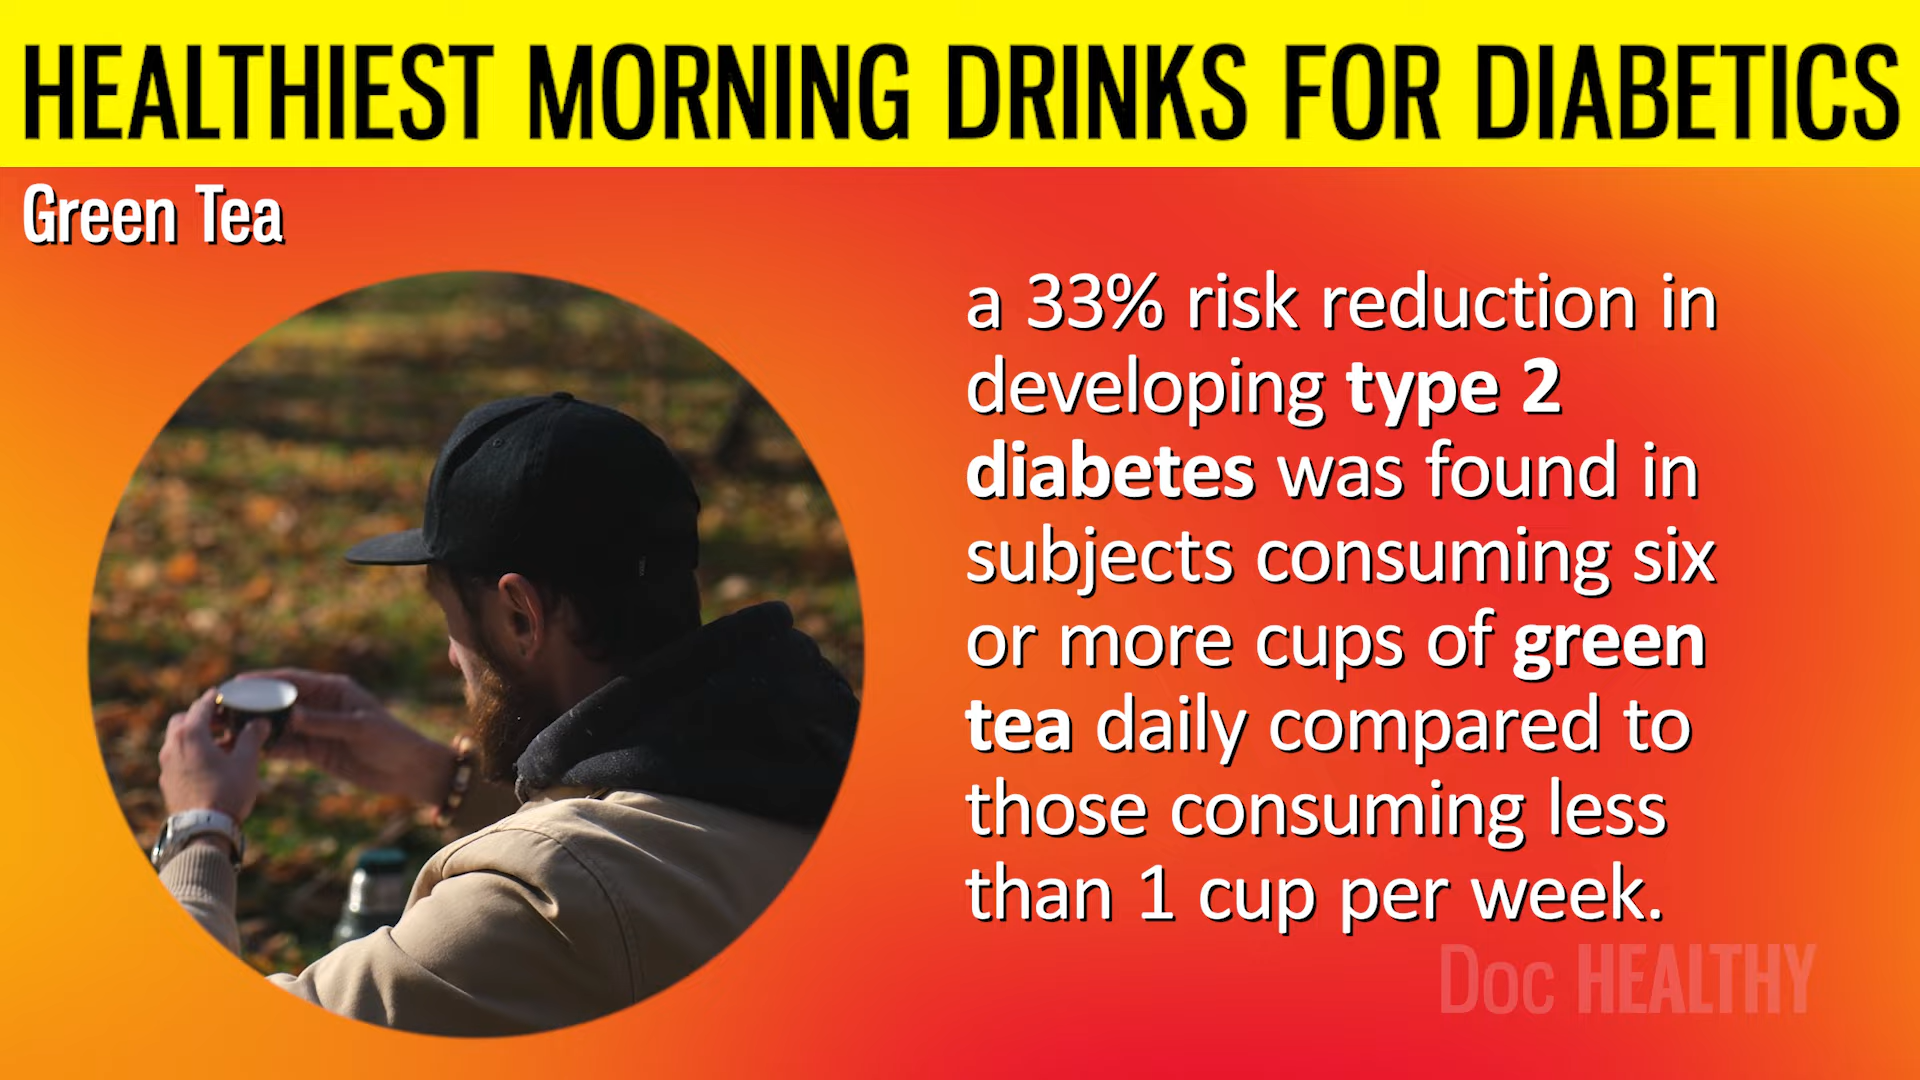 HEALTHIEST MORNING DRINKS FOR DIABETICS
Green Tea
a 33% risk reduction in
developing type 2
diabetes was found in
subjects consuming six
or more cups of green
tea daily compared to
those consuming less
than 1 cup per week.
Doc HEALTHY